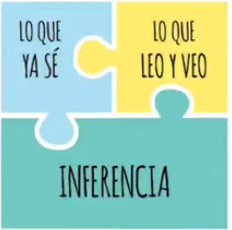 LO QUE
YA SÉ
LO QUE
LEO Y VEO
INFERENCIA